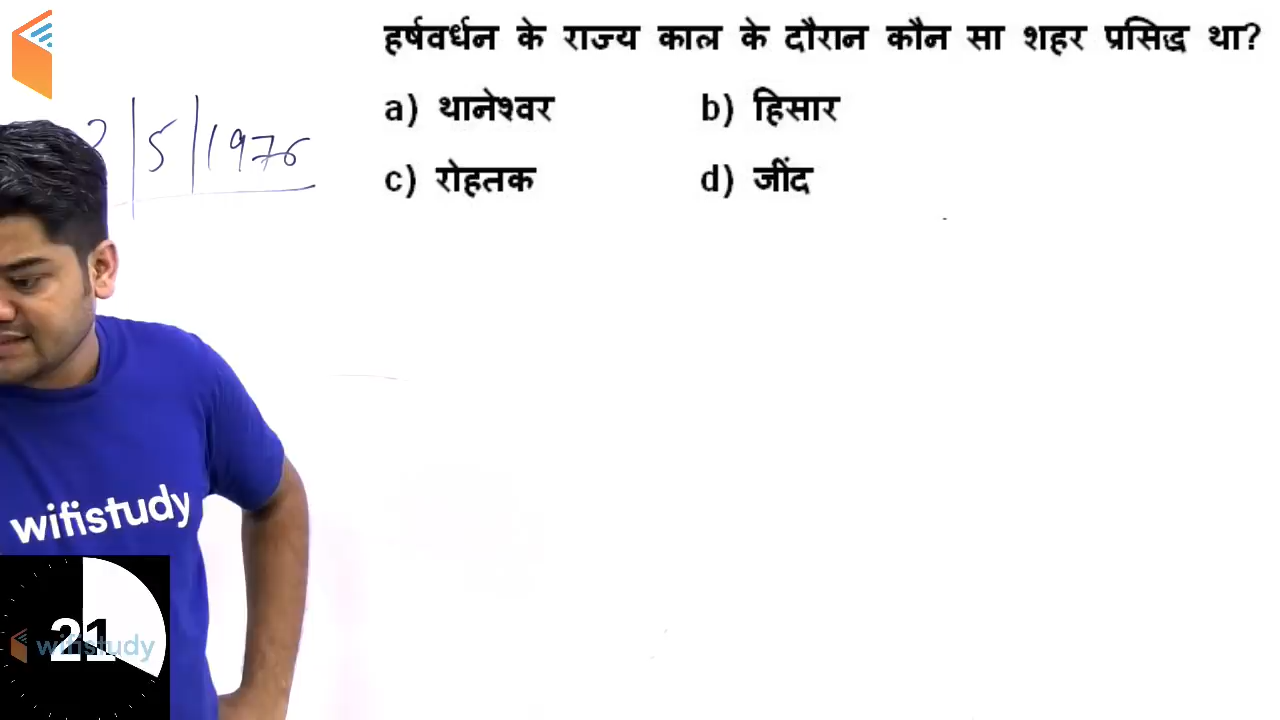 हर्षवर्धन के राज्य काल के दौरान कौन सा शहर प्रसिद्ध था?
a) थानेश्वर b) हिसार
c) रोहतक d) जींद
5 | 1976
wifistudy
21
wifistudy